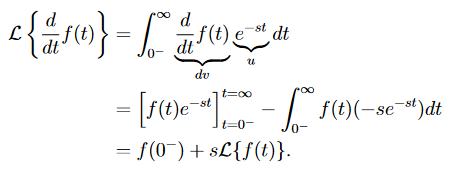 ℒ{d/dt f(t)} = ∫_{0⁻}^{∞} d/dt f(t) e^{-st} dt
dv u
= [f(t)e^{-st}]_{t=0⁻}^{t=∞} − ∫_{0⁻}^{∞} f(t)(−se^{-st})dt
= f(0⁻) + sℒ{f(t)}.